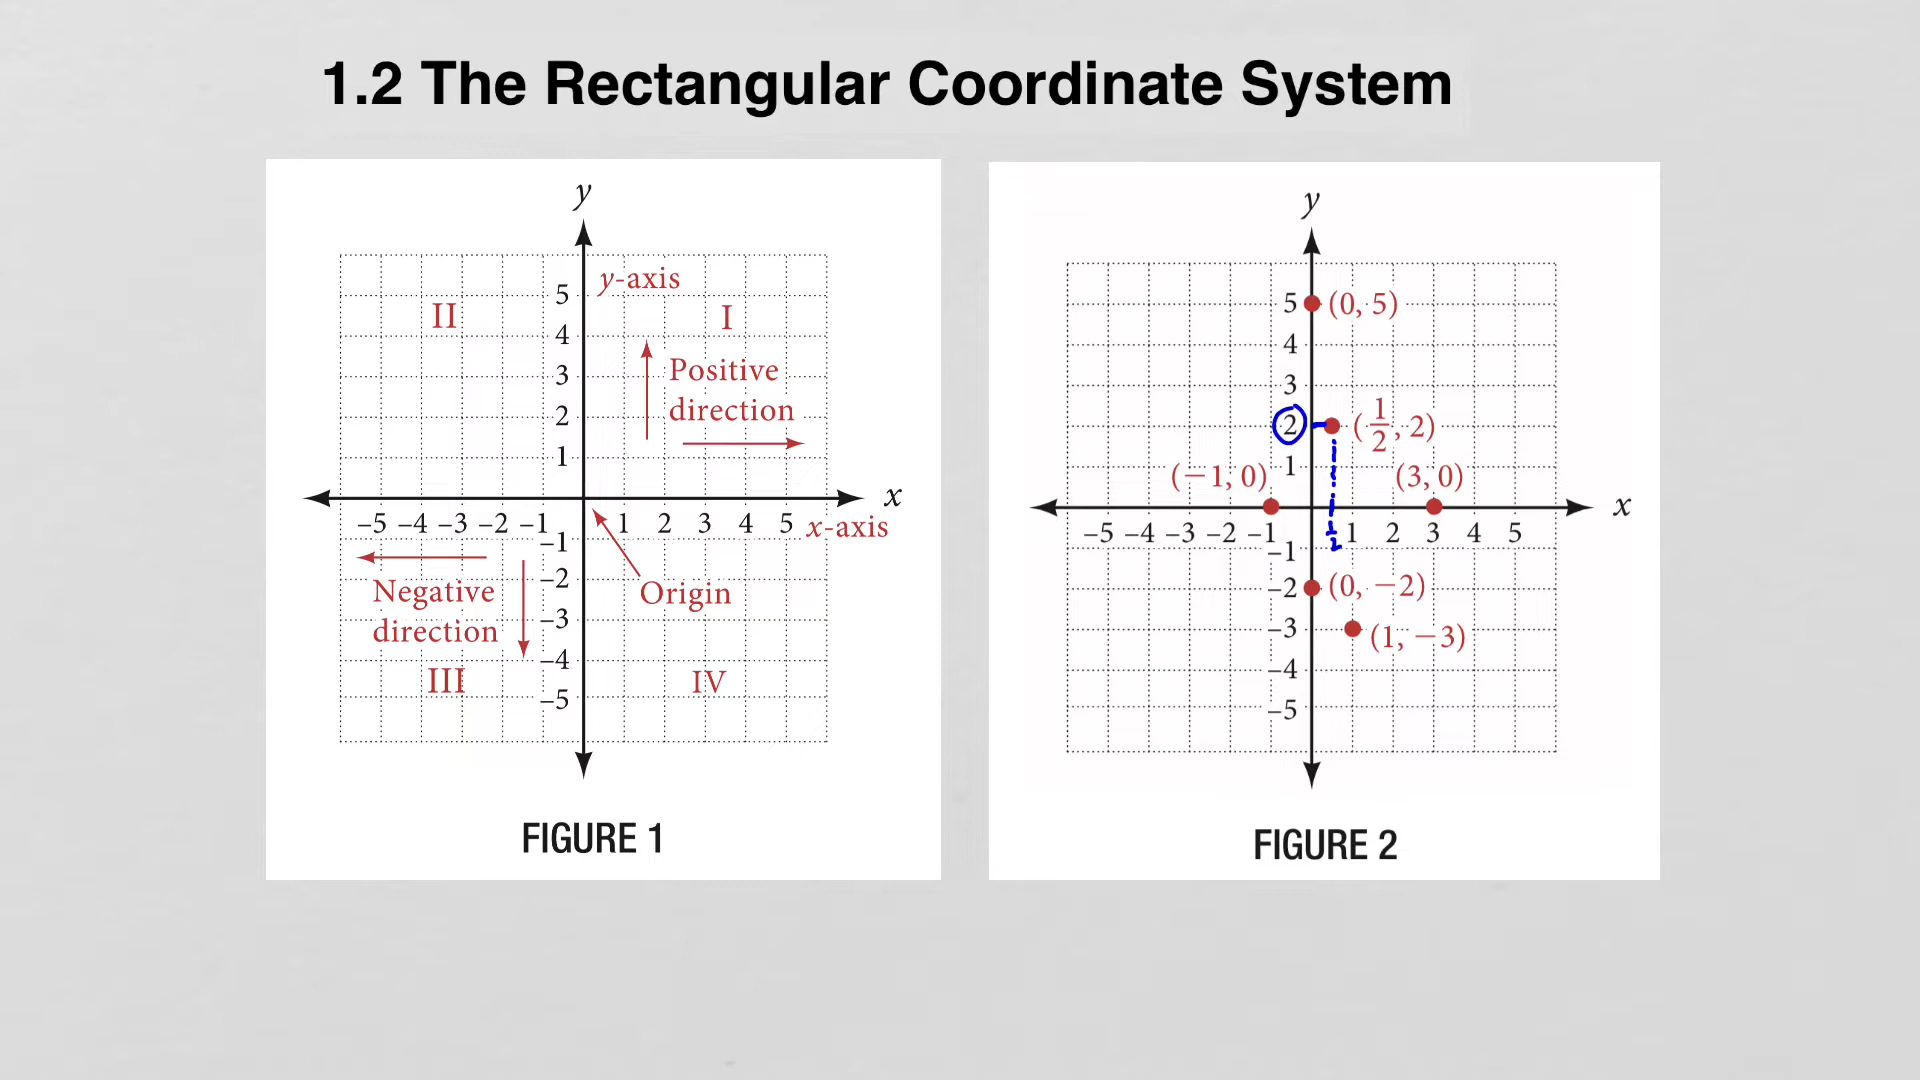 1.2 The Rectangular Coordinate System
y
y-axis
5
4
3
2
1
II
I
Positive
direction
x
–5 –4 –3 –2 –1 1 2 3 4 5
x-axis
–1
–2
–3
–4
–5
Negative
direction
Origin
III
IV
FIGURE 1
y
5 (0, 5)
4
3
2 (1/2, 2)
1
(−1, 0) (3, 0)
x
–5 –4 –3 –2 –1 1 2 3 4 5
–1
–2 (0, −2)
–3 (1, −3)
–4
–5
FIGURE 2